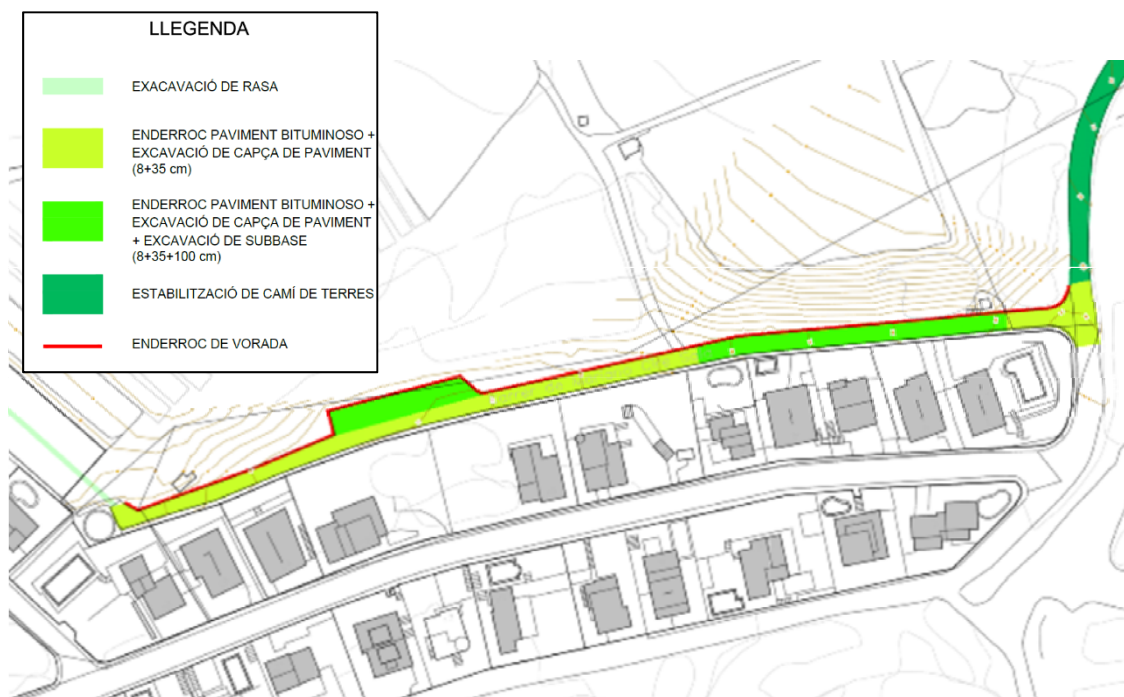 LLEGENDA
EXACAVACIÓ DE RASA
ENDERROC PAVIMENT BITUMINOSO +
EXCAVACIÓ DE CAPÇA DE PAVIMENT
(8+35 cm)
ENDERROC PAVIMENT BITUMINOSO +
EXCAVACIÓ DE CAPÇA DE PAVIMENT
+ EXCAVACIÓ DE SUBBASE
(8+35+100 cm)
ESTABILITZACIÓ DE CAMÍ DE TERRES
ENDERROC DE VORADA